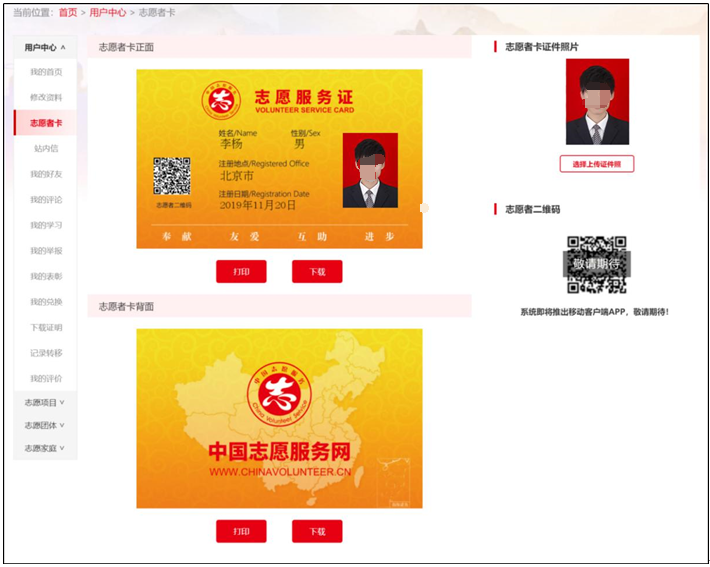 当前位置：首页 > 用户中心 > 志愿者卡
用户中心 ∧
我的首页
修改资料
志愿者卡
站内信
我的好友
我的评论
我的学习
我的举报
我的表彰
我的兑换
下载证明
记录转移
我的评价
志愿项目 ∨
志愿团体 ∨
志愿家庭 ∨
志愿者卡正面
志愿服务证
VOLUNTEER SERVICE CARD
姓名/Name 性别/Sex
李杨 男
注册地点/Registered Office
北京市
注册日期/Registration Date
2019年11月20日
志愿者二维码
奉献 友爱 互助 进步
打印 下载
志愿者卡背面
中国志愿服务
China Volunteer Service
中国志愿服务网
WWW.CHINAVOLUNTEER.CN
打印 下载
志愿者卡证件照片
选择上传证件照
志愿者二维码
敬请期待
系统即将推出移动客户端APP，敬请期待！